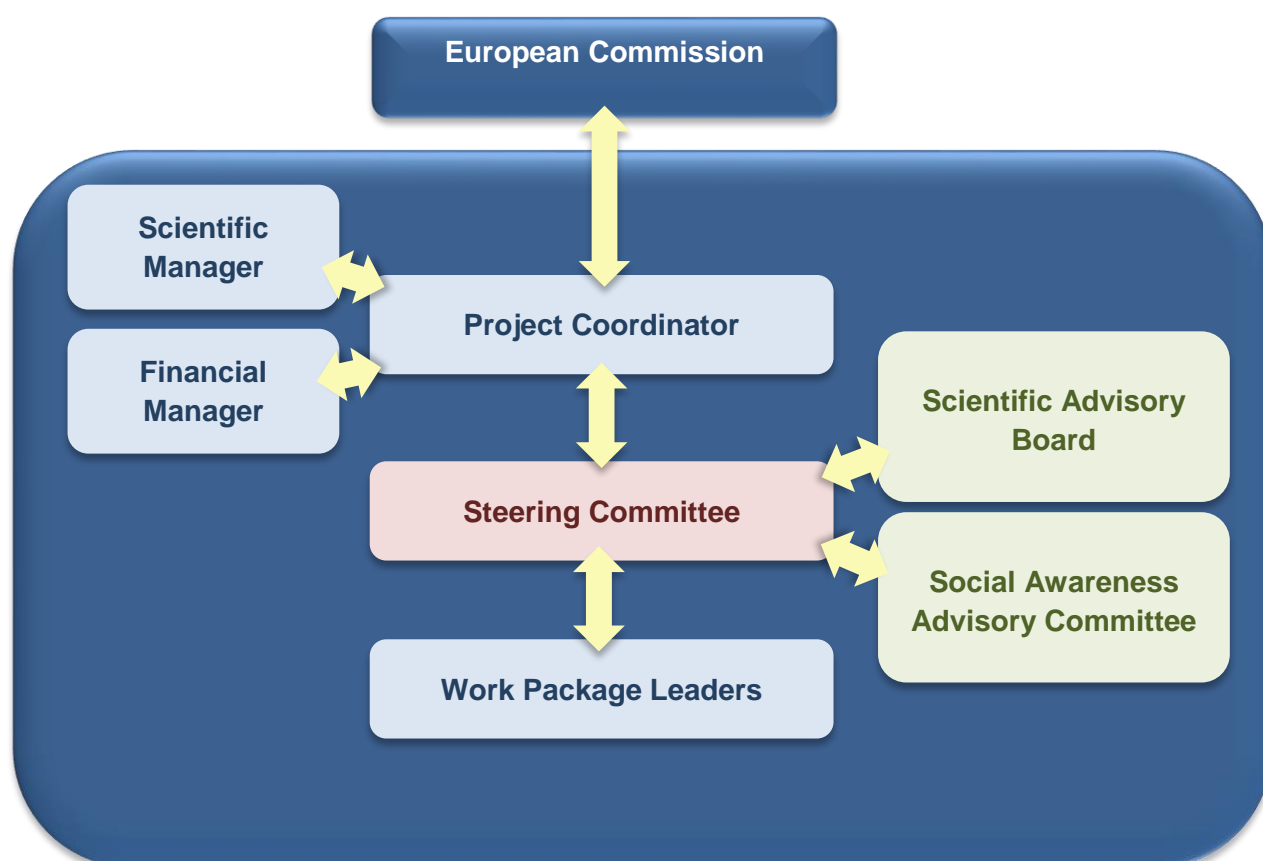 European Commission
Scientific
Manager
Project Coordinator
Financial
Manager
Scientific Advisory
Board
Steering Committee
Social Awareness
Advisory Committee
Work Package Leaders